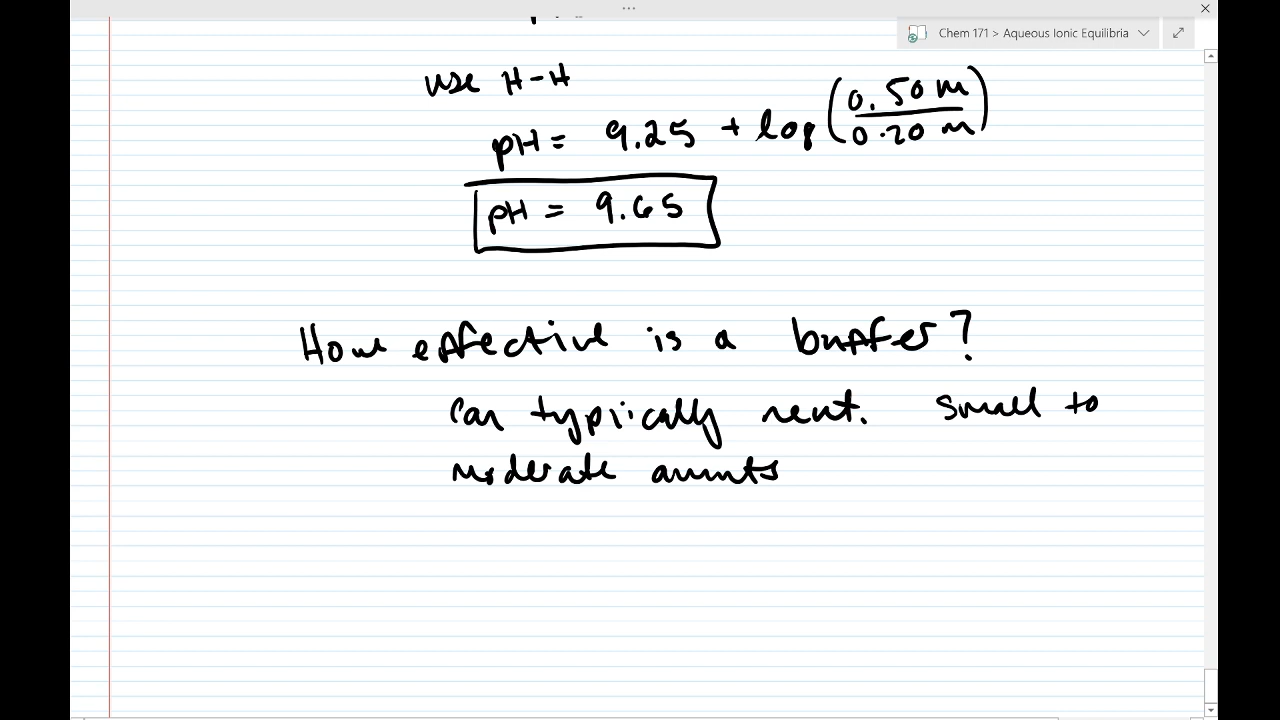 Chem 171 > Aqueous Ionic Equilibria
use H-H
pH = 9.25 + log (0.50 M / 0.20 M)
pH = 9.65
How effective is a buffer?
can typically neut. small to
moderate amnts